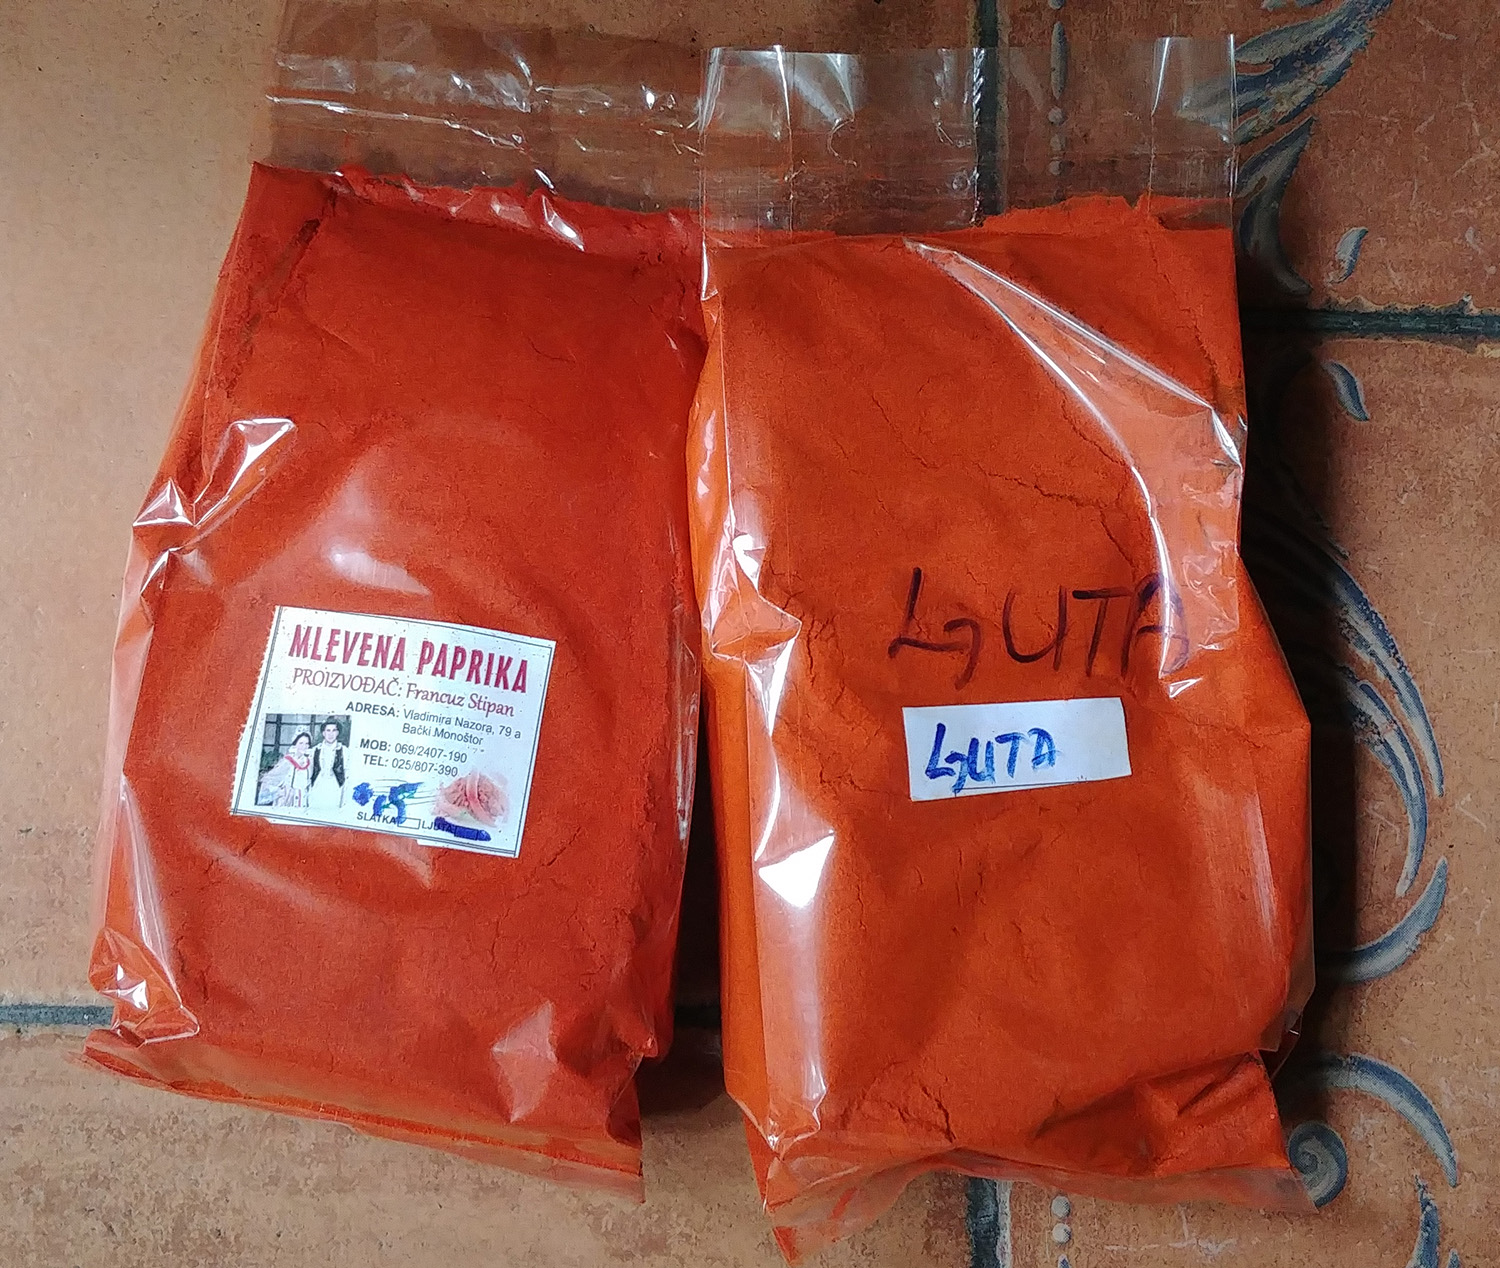 MLEVENA PAPRIKA
PROIZVOĐAČ: Francuz Stipan
ADRESA: Vladimira Nazora, 79 a
Bački Monoštor
MOB: 069/2407-190
TEL: 025/807-390
SLATKA LJUTA
LJUTA
LJUTA